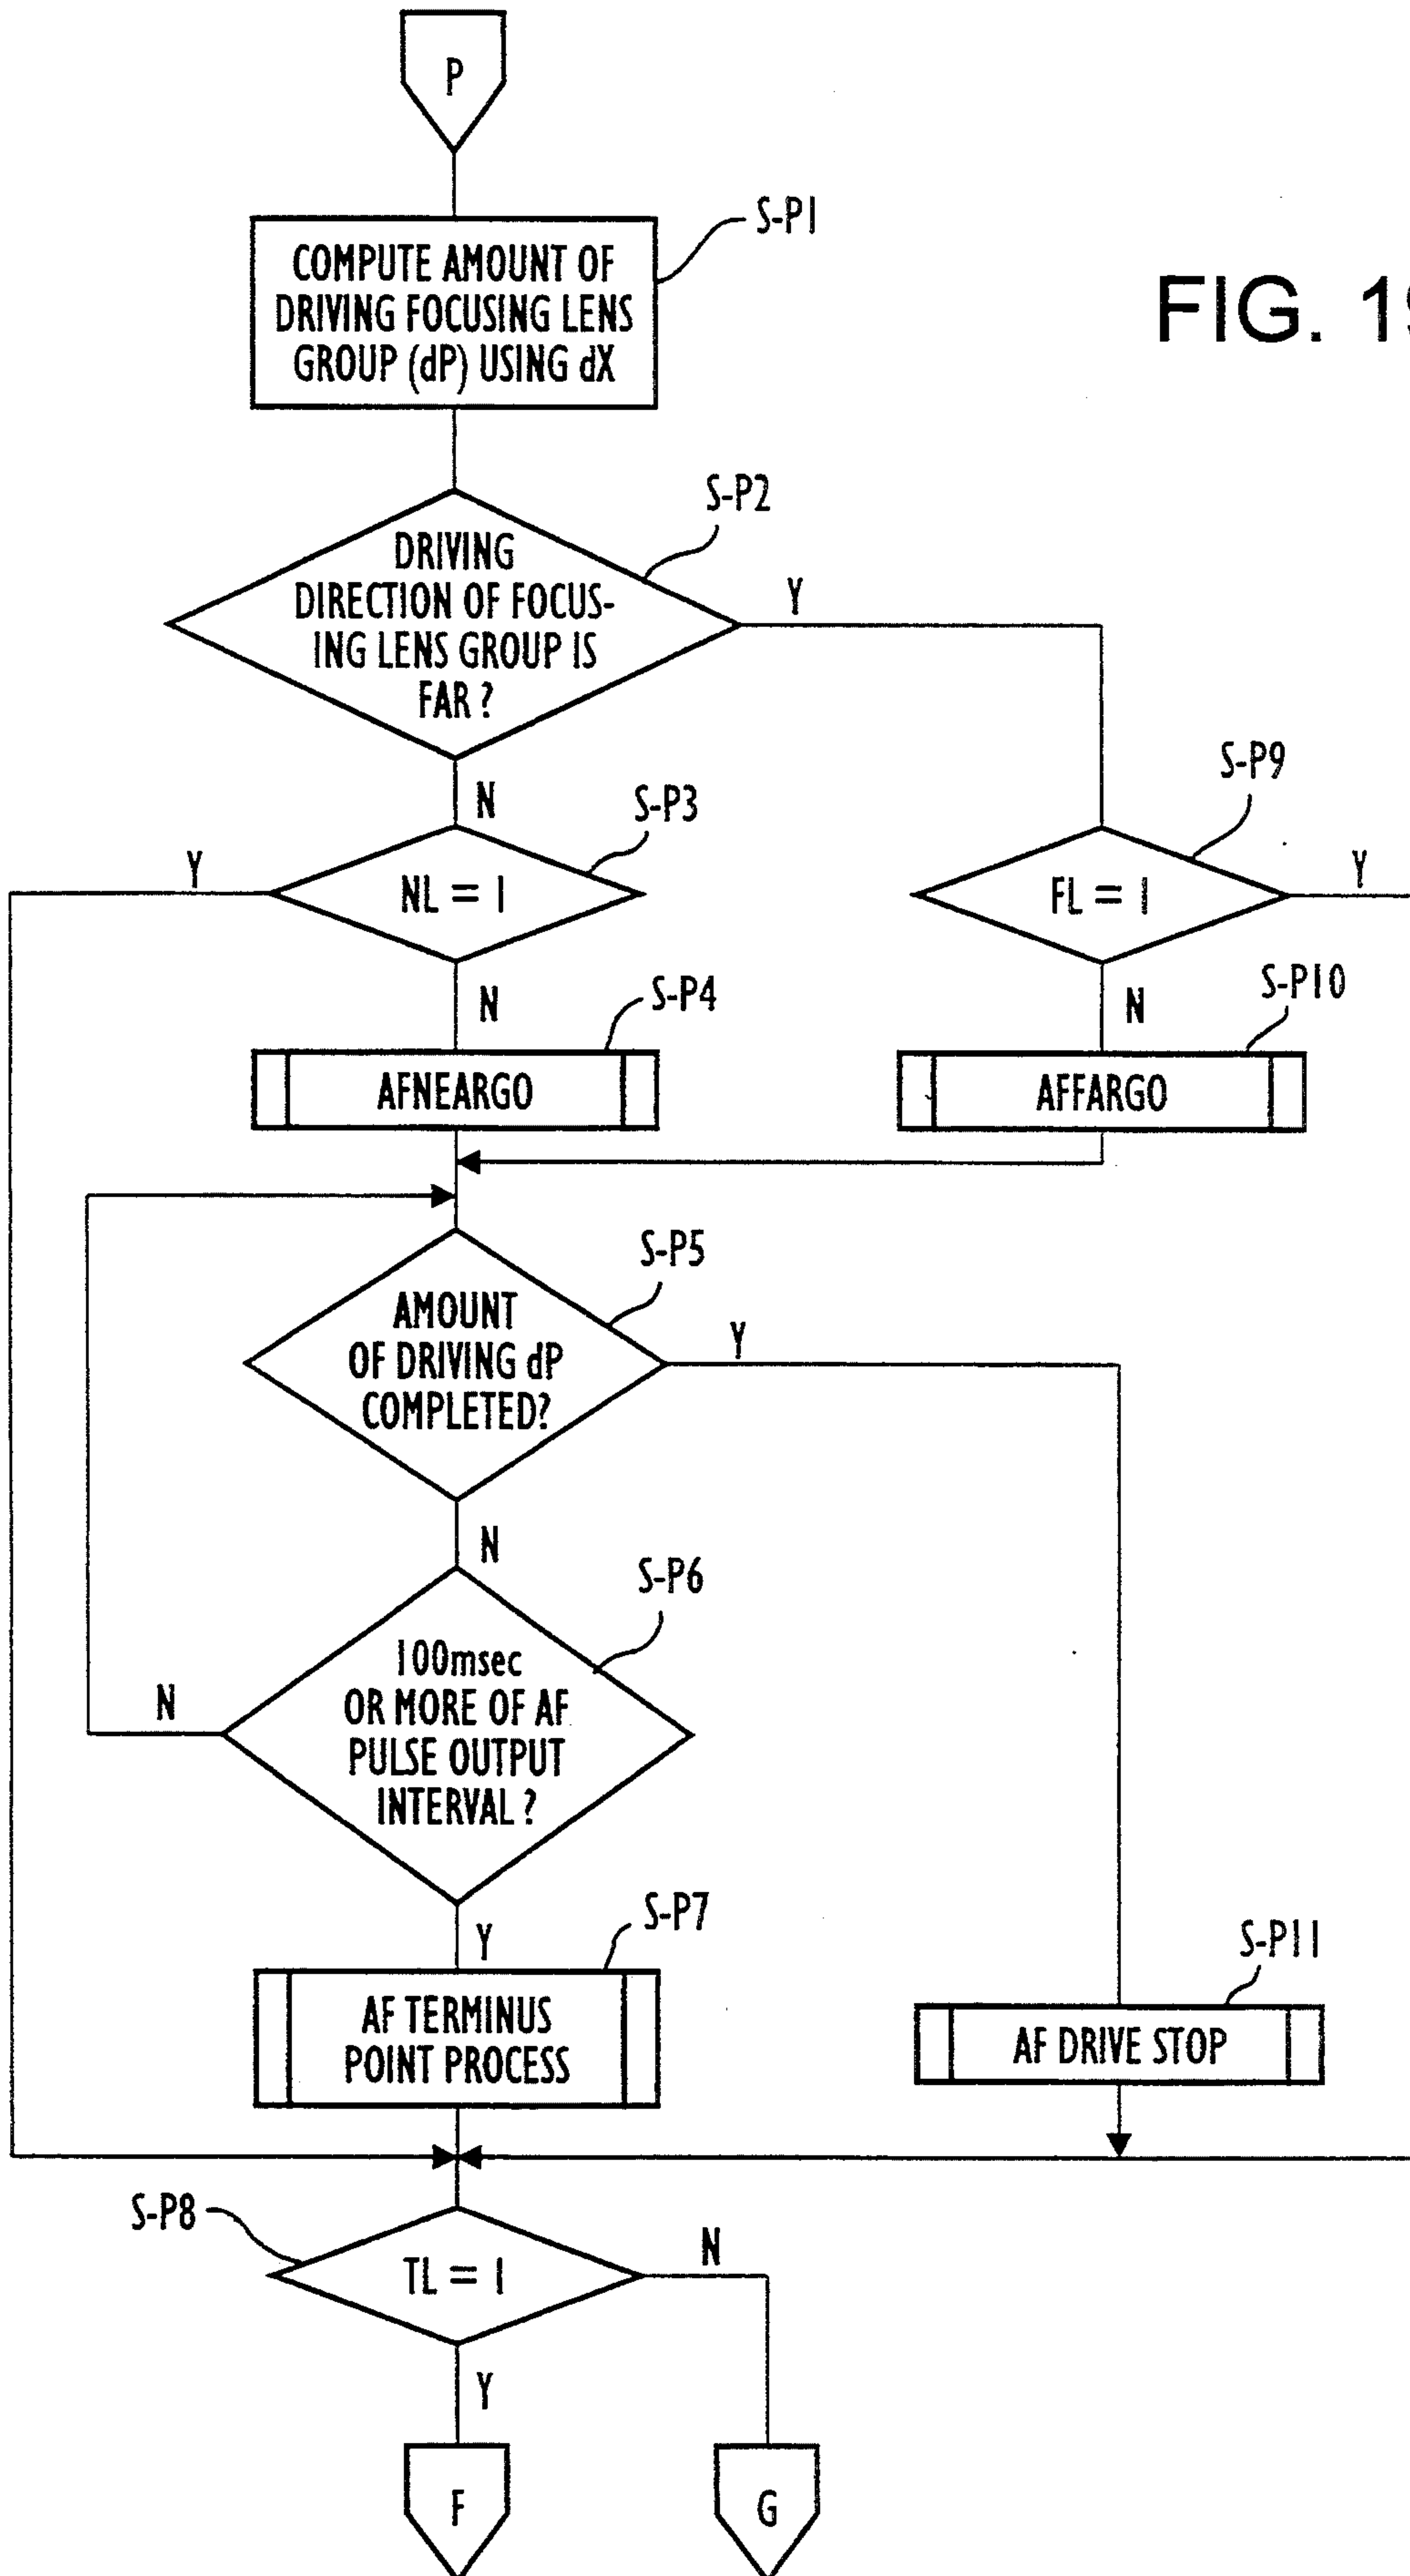 P
S-P1
COMPUTE AMOUNT OF
DRIVING FOCUSING LENS
GROUP (dP) USING dX
FIG. 19
S-P2
DRIVING
DIRECTION OF FOCUS-
ING LENS GROUP IS
FAR ?
Y
N
S-P3
Y
NL = 1
N
S-P9
FL = 1
Y
N
S-P4
AFNEARGO
S-P10
AFFARGO
S-P5
AMOUNT
OF DRIVING dP
COMPLETED?
Y
N
S-P6
100msec
OR MORE OF AF
PULSE OUTPUT
INTERVAL ?
N
Y
S-P7
AF TERMINUS
POINT PROCESS
S-P11
AF DRIVE STOP
S-P8
TL = 1
N
Y
F
G